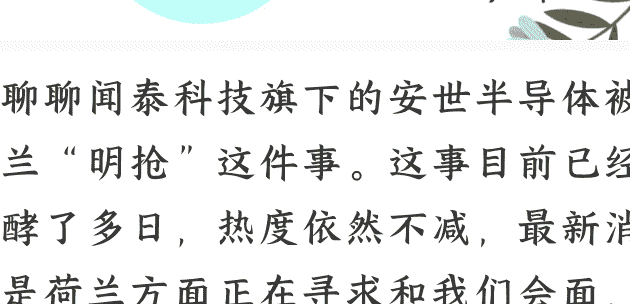 聊聊闻泰科技旗下的安世半导体被
兰“明抢”这件事。这事目前已经
酵了多日，热度依然不减，最新消
是荷兰方面正在寻求和我们会面，